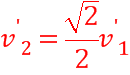 v'₂ = √2/2 v'₁